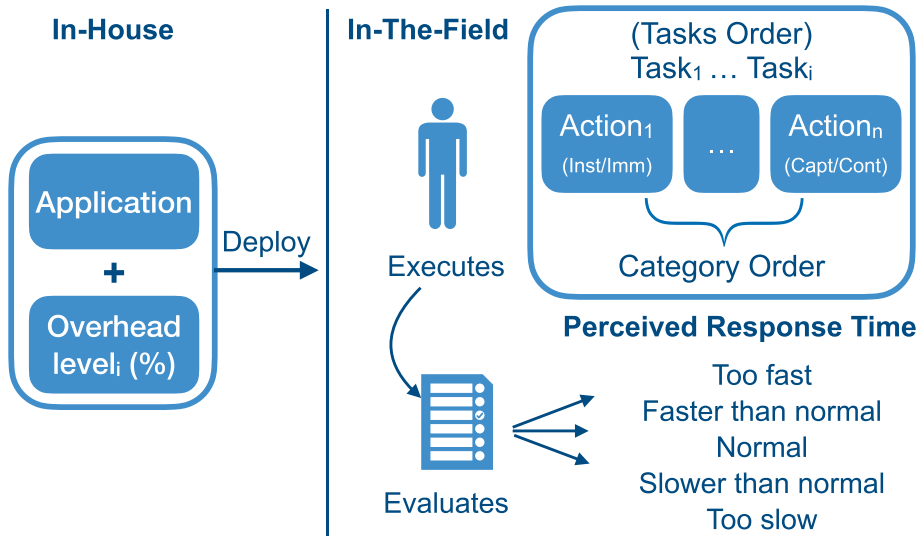 In-House
Application
+
Overhead
levelᵢ (%)
Deploy
In-The-Field
Executes
Evaluates
(Tasks Order)
Task₁ … Taskᵢ
Action₁
(Inst/Imm)
…
Actionₙ
(Capt/Cont)
Category Order
Perceived Response Time
Too fast
Faster than normal
Normal
Slower than normal
Too slow